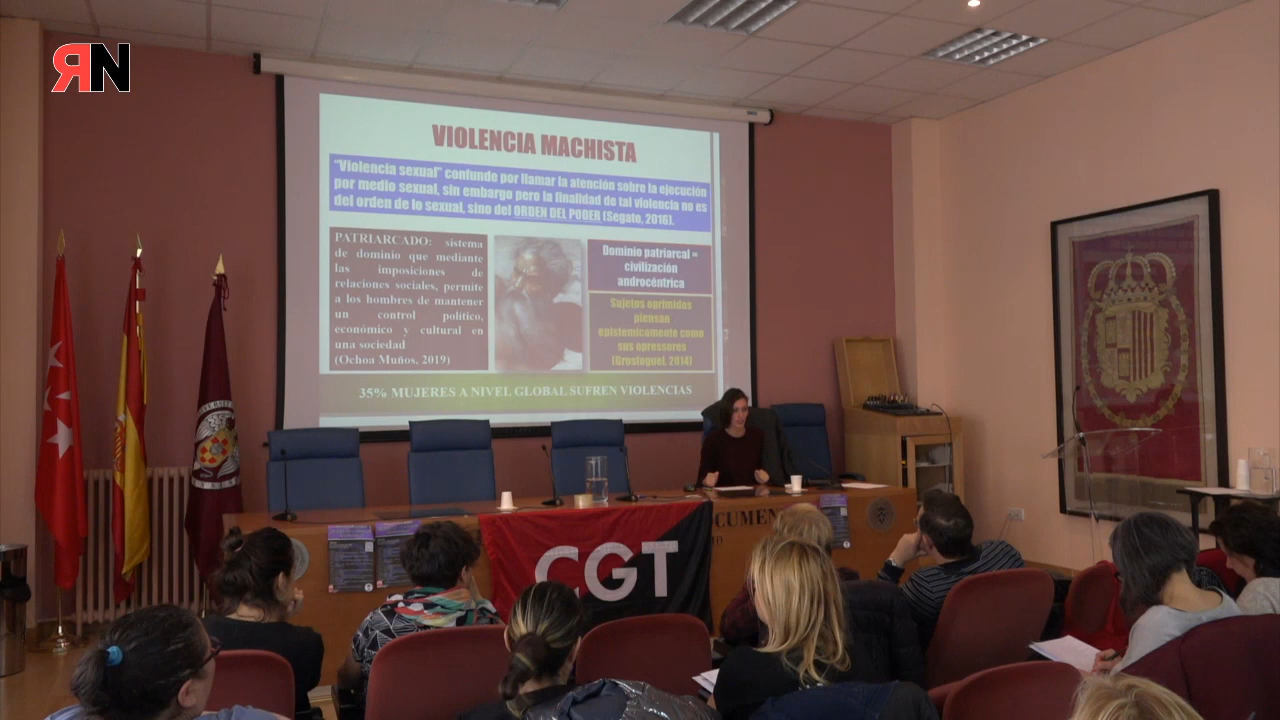 ЯN
VIOLENCIA MACHISTA
"Violencia sexual" confunde por llamar la atención sobre la ejecución
por medio sexual, sin embargo pero la finalidad de tal violencia no es
del orden de lo sexual, sino del ORDEN DEL PODER (Segato, 2016).
PATRIARCADO: sistema
de dominio que mediante
las imposiciones de
relaciones sociales, permite
a los hombres de mantener
un control político,
económico y cultural en
una sociedad
(Ochoa Muños, 2019)
Dominio patriarcal =
civilización
androcéntrica
Sujetos oprimidos
piensan
epistemicamente como
sus opressores
(Grosfoguel, 2014)
35% MUJERES A NIVEL GLOBAL SUFREN VIOLENCIAS
CGT